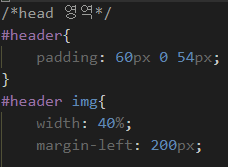 /*head 영역*/
#header{
    padding: 60px 0 54px;
}
#header img{
    width: 40%;
    margin-left: 200px;